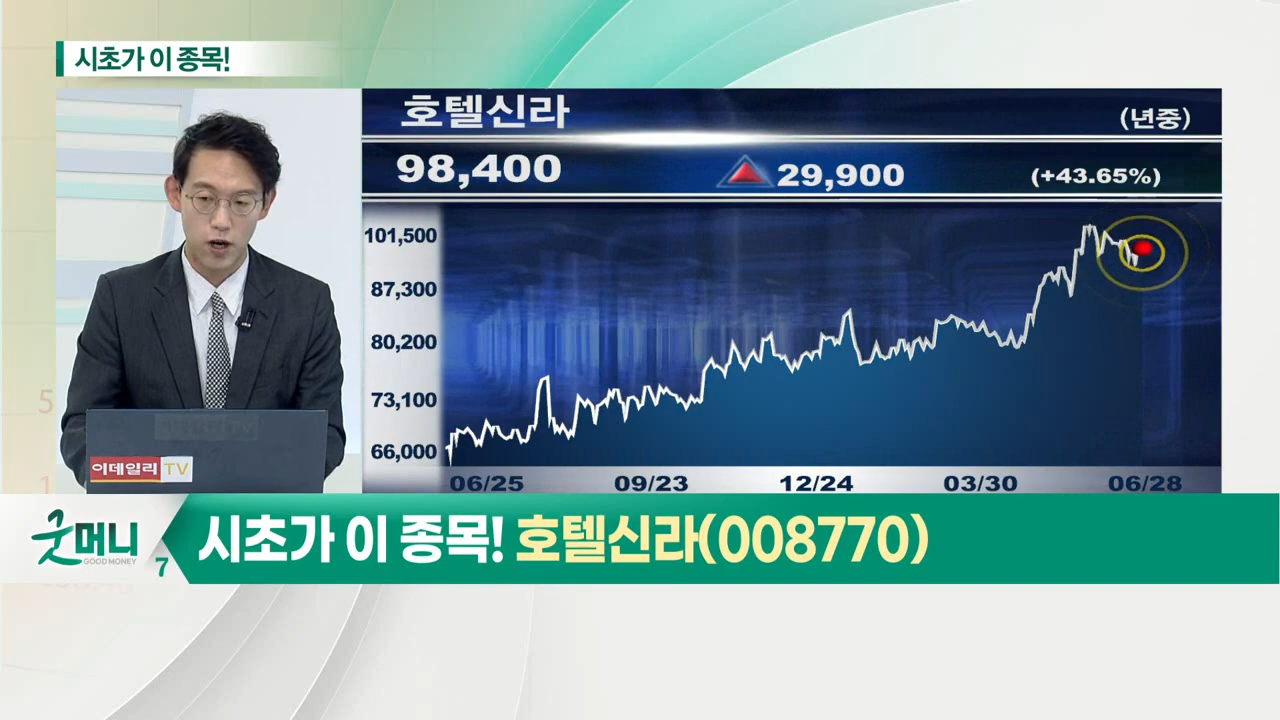 시초가 이 종목!
호텔신라 (년중)
98,400 ▲ 29,900 (+43.65%)
101,500
87,300
80,200
73,100
66,000
06/25 09/23 12/24 03/30 06/28
이데일리 TV
굿머니
GOOD MONEY
7
시초가 이 종목! 호텔신라(008770)
5
1